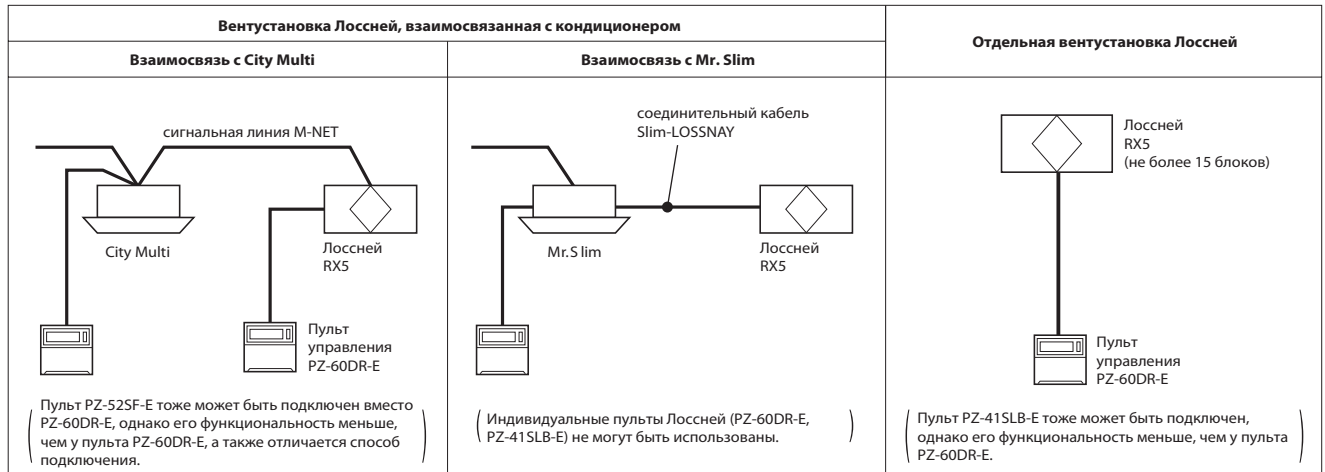 Вентустановка Лоссней, взаимосвязанная с кондиционером
Отдельная вентустановка Лоссней
Взаимосвязь с City Multi
Взаимосвязь с Mr. Slim
сигнальная линия M-NET
City Multi
Лоссней
RX5
Пульт
управления
PZ-60DR-E
Пульт PZ-52SF-E тоже может быть подключен вместо
PZ-60DR-E, однако его функциональность меньше,
чем у пульта PZ-60DR-E, а также отличается способ
подключения.
соединительный кабель
Slim-LOSSNAY
Mr.S lim
Лоссней
RX5
Индивидуальные пульты Лоссней (PZ-60DR-E,
PZ-41SLB-E) не могут быть использованы.
Лоссней
RX5
(не более 15 блоков)
Пульт
управления
PZ-60DR-E
Пульт PZ-41SLB-E тоже может быть подключен,
однако его функциональность меньше, чем у пульта
PZ-60DR-E.